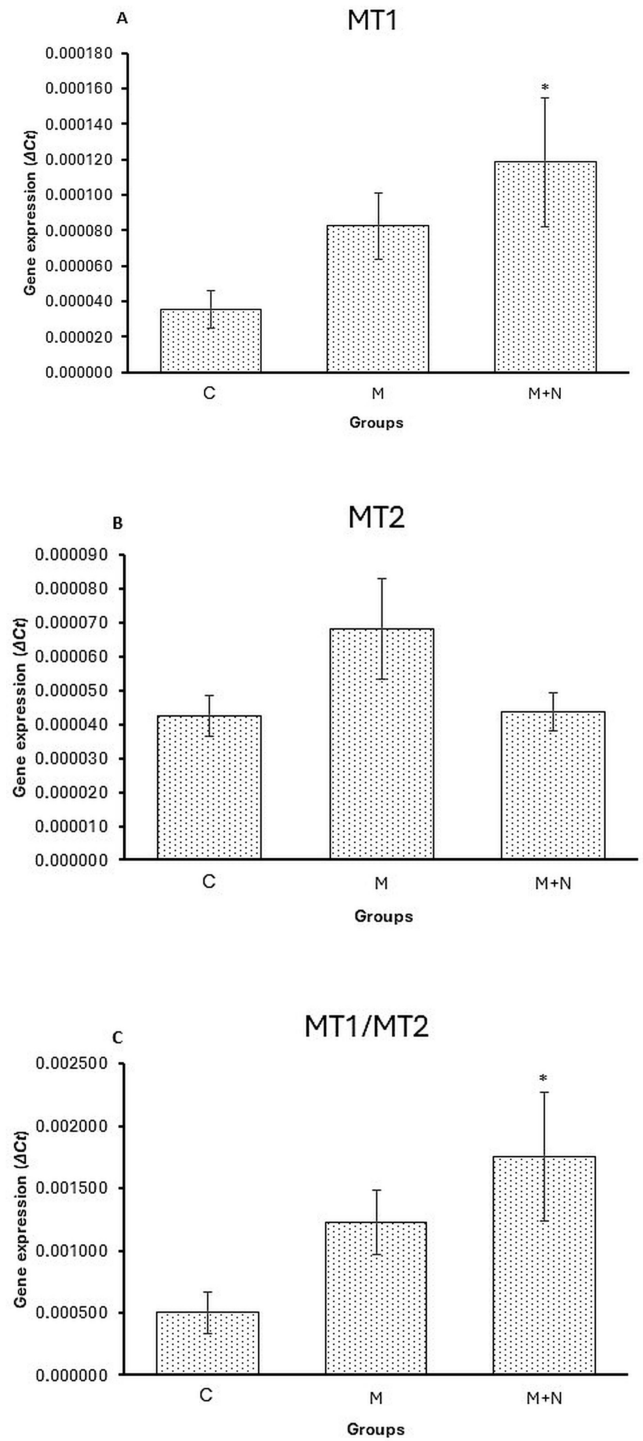 A
MT1
Gene expression (ΔCt)
0.000180
0.000160
0.000140
0.000120
0.000100
0.000080
0.000060
0.000040
0.000020
0.000000
*
C M M+N
Groups
B
MT2
Gene expression (ΔCt)
0.000090
0.000080
0.000070
0.000060
0.000050
0.000040
0.000030
0.000020
0.000010
0.000000
C M M+N
Groups
C
MT1/MT2
Gene expression (ΔCt)
0.002500
0.002000
0.001500
0.001000
0.000500
0.000000
*
C M M+N
Groups